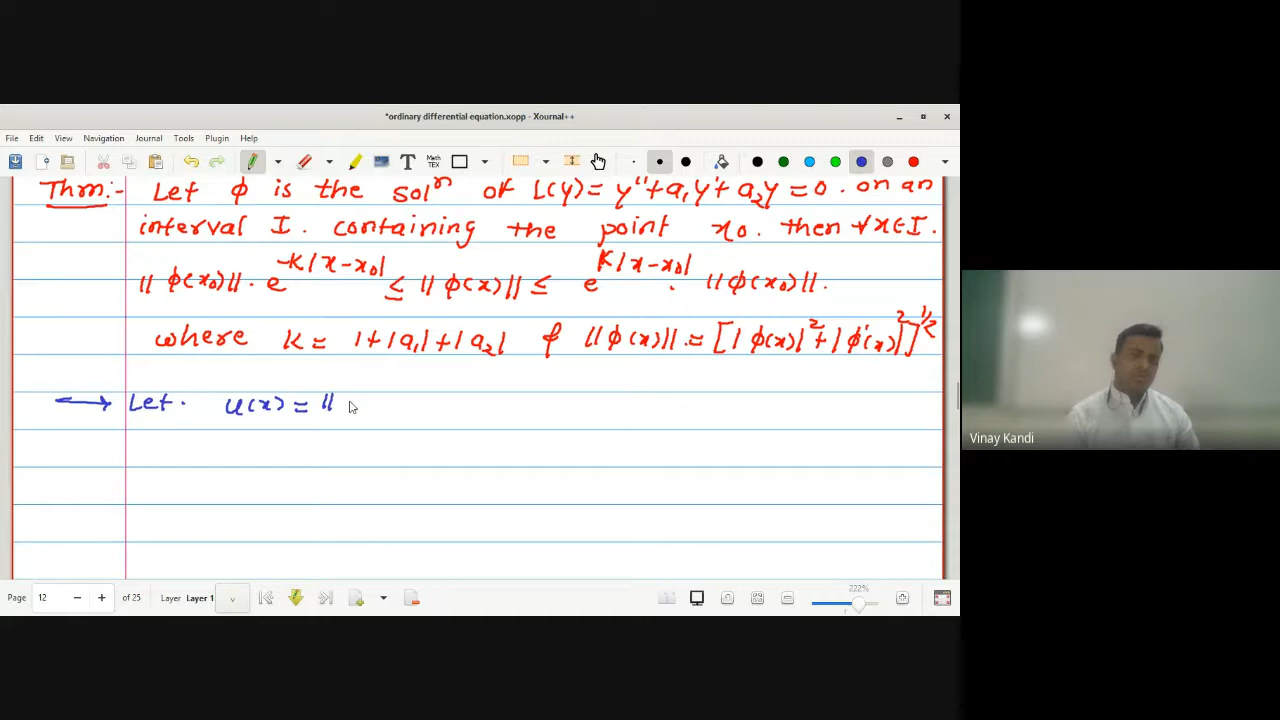 *ordinary differential equation.xopp - Xournal++
File Edit View Navigation Journal Tools Plugin Help
Thm:- Let ϕ is the solⁿ of L(y) = y''+a₁y'+a₂y = 0. on an
interval I. containing the point x₀. then ∀x∈I.
||ϕ(x₀)||. e^{-k|x-x₀|} ≤ ||ϕ(x)|| ≤ e^{k|x-x₀|} . ||ϕ(x₀)||.
where k = 1+|a₁|+|a₂| & ||ϕ(x)|| = [|ϕ(x)|²+|ϕ'(x)|²]^{1/2}
⟷ Let. u(x) = ||
Vinay Kandi
Page 12 of 25 Layer Layer 1 222%